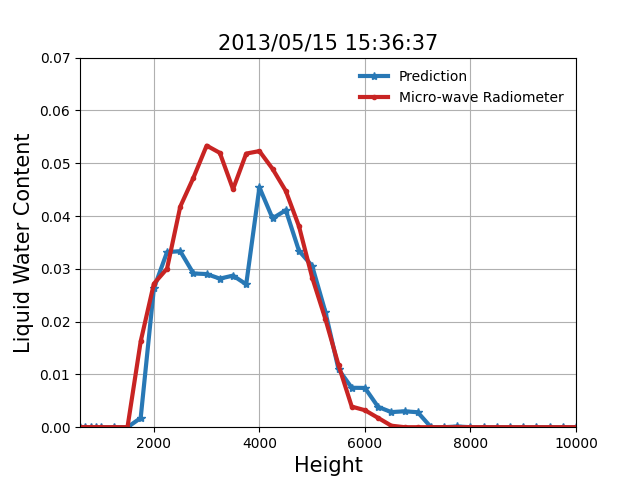 2013/05/15 15:36:37
Prediction
Micro-wave Radiometer
Liquid Water Content
0.07
0.06
0.05
0.04
0.03
0.02
0.01
0.00
2000 4000 6000 8000 10000
Height